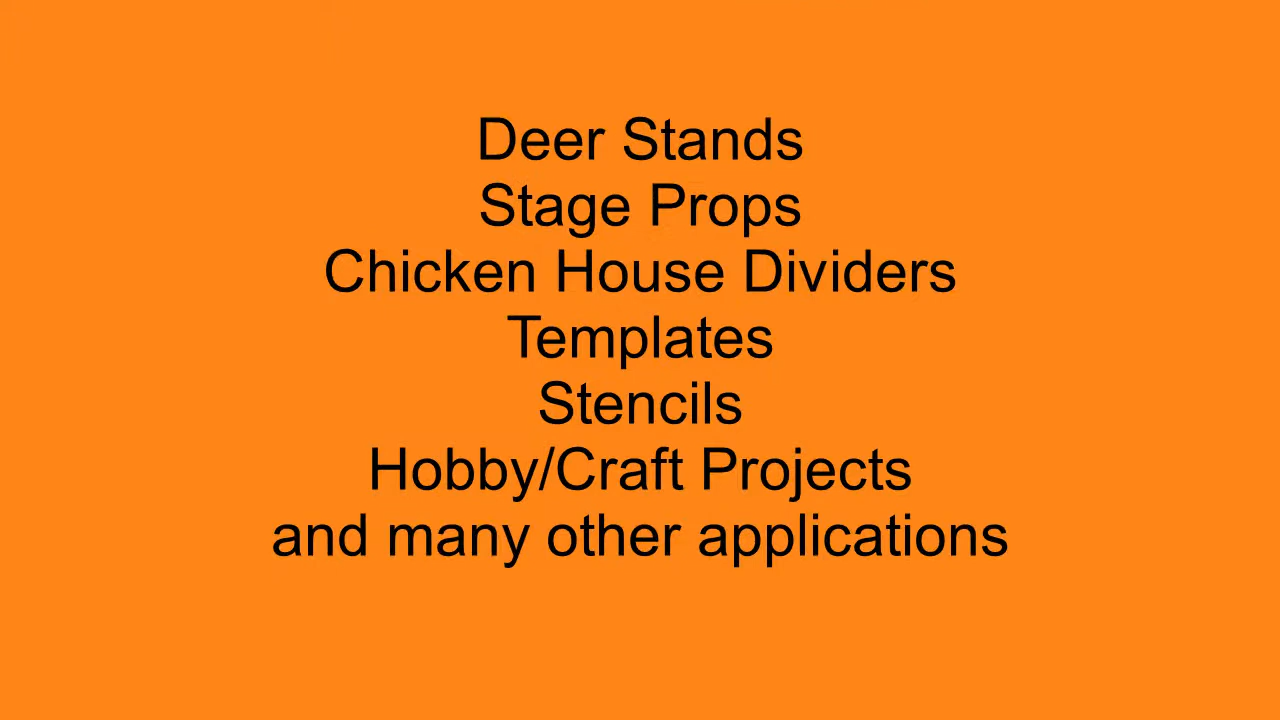 Deer Stands
Stage Props
Chicken House Dividers
Templates
Stencils
Hobby/Craft Projects
and many other applications